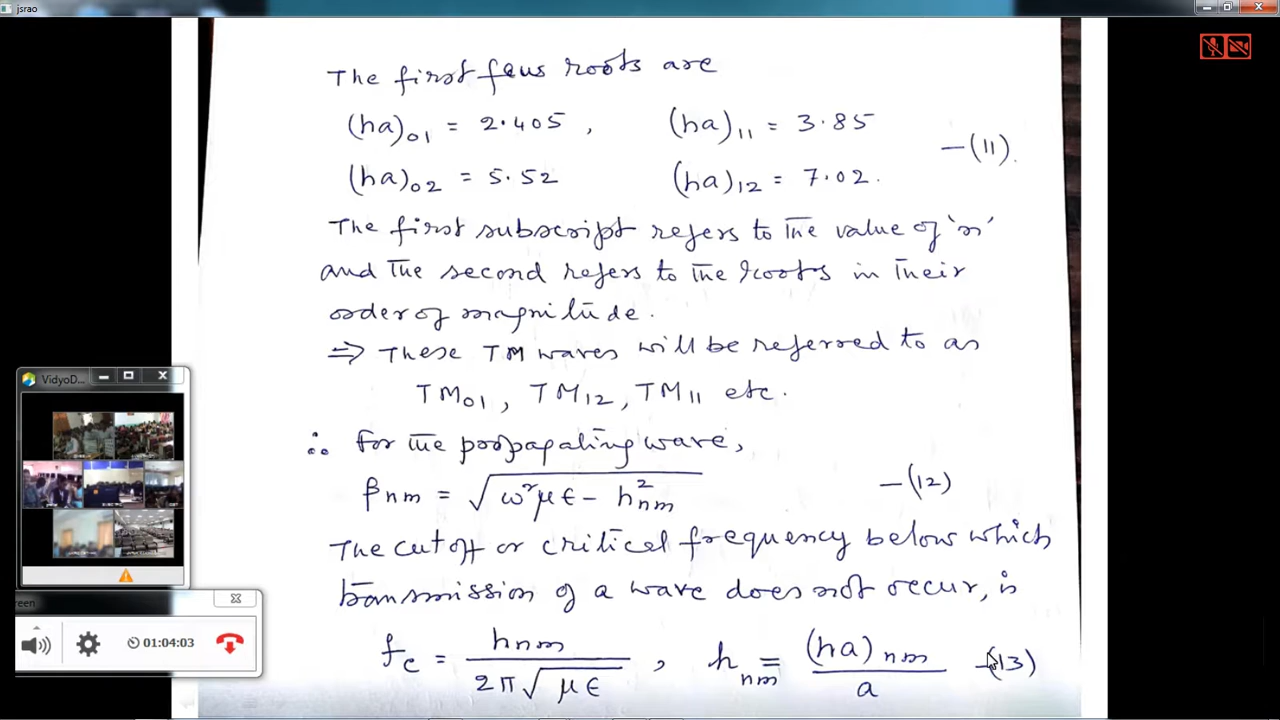 jsrao
The first feus roots are
(ha)01 = 2.405 , (ha)11 = 3.85
(ha)02 = 5.52 (ha)12 = 7.02. —(11).
The first subscript refers to the value of 'n'
and the second refers to the roots in their
order of magnitude.
⇒ These TM waves will be referred to as
TM01, TM12, TM11 etc.
∴ For the propagating wave,
βnm = √(ω²με - h²nm) —(12)
The cutoff or critical frequency below which
transmission of a wave does not occur, is
fc = hnm / 2π√με , hnm = (ha)nm / a —(13)
VidyoD...
reen
01:04:03